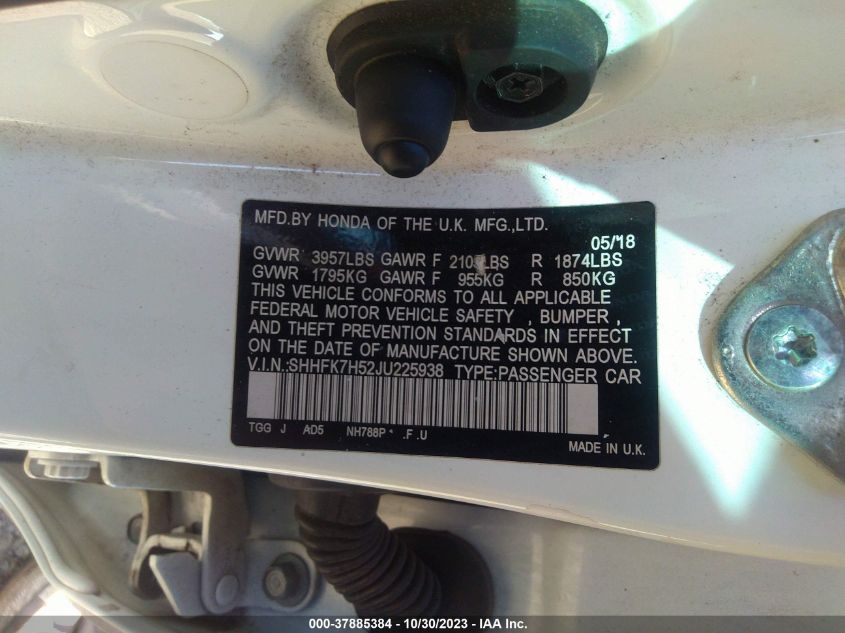 MFD.BY HONDA OF THE U.K. MFG.,LTD.
05/18
GVWR 3957LBS GAWR F 2105LBS R 1874LBS
GVWR 1795KG GAWR F 955KG R 850KG
THIS VEHICLE CONFORMS TO ALL APPLICABLE
FEDERAL MOTOR VEHICLE SAFETY , BUMPER ,
AND THEFT PREVENTION STANDARDS IN EFFECT
ON THE DATE OF MANUFACTURE SHOWN ABOVE.
V.I.N.:SHHFK7H52JU225938 TYPE:PASSENGER CAR
TGG J AD5 NH788P .F.U
MADE IN U.K.
000-37885384 / 10/30/2023 - © IAA Inc.